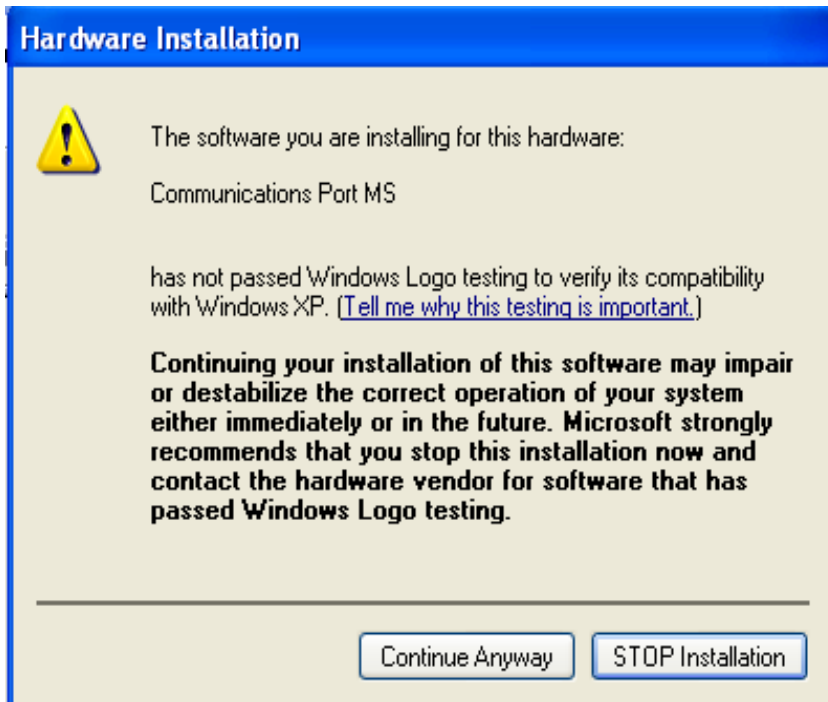 Hardware Installation
The software you are installing for this hardware:
Communications Port MS
has not passed Windows Logo testing to verify its compatibility
with Windows XP. (Tell me why this testing is important.)
Continuing your installation of this software may impair
or destabilize the correct operation of your system
either immediately or in the future. Microsoft strongly
recommends that you stop this installation now and
contact the hardware vendor for software that has
passed Windows Logo testing.
Continue Anyway
STOP Installation